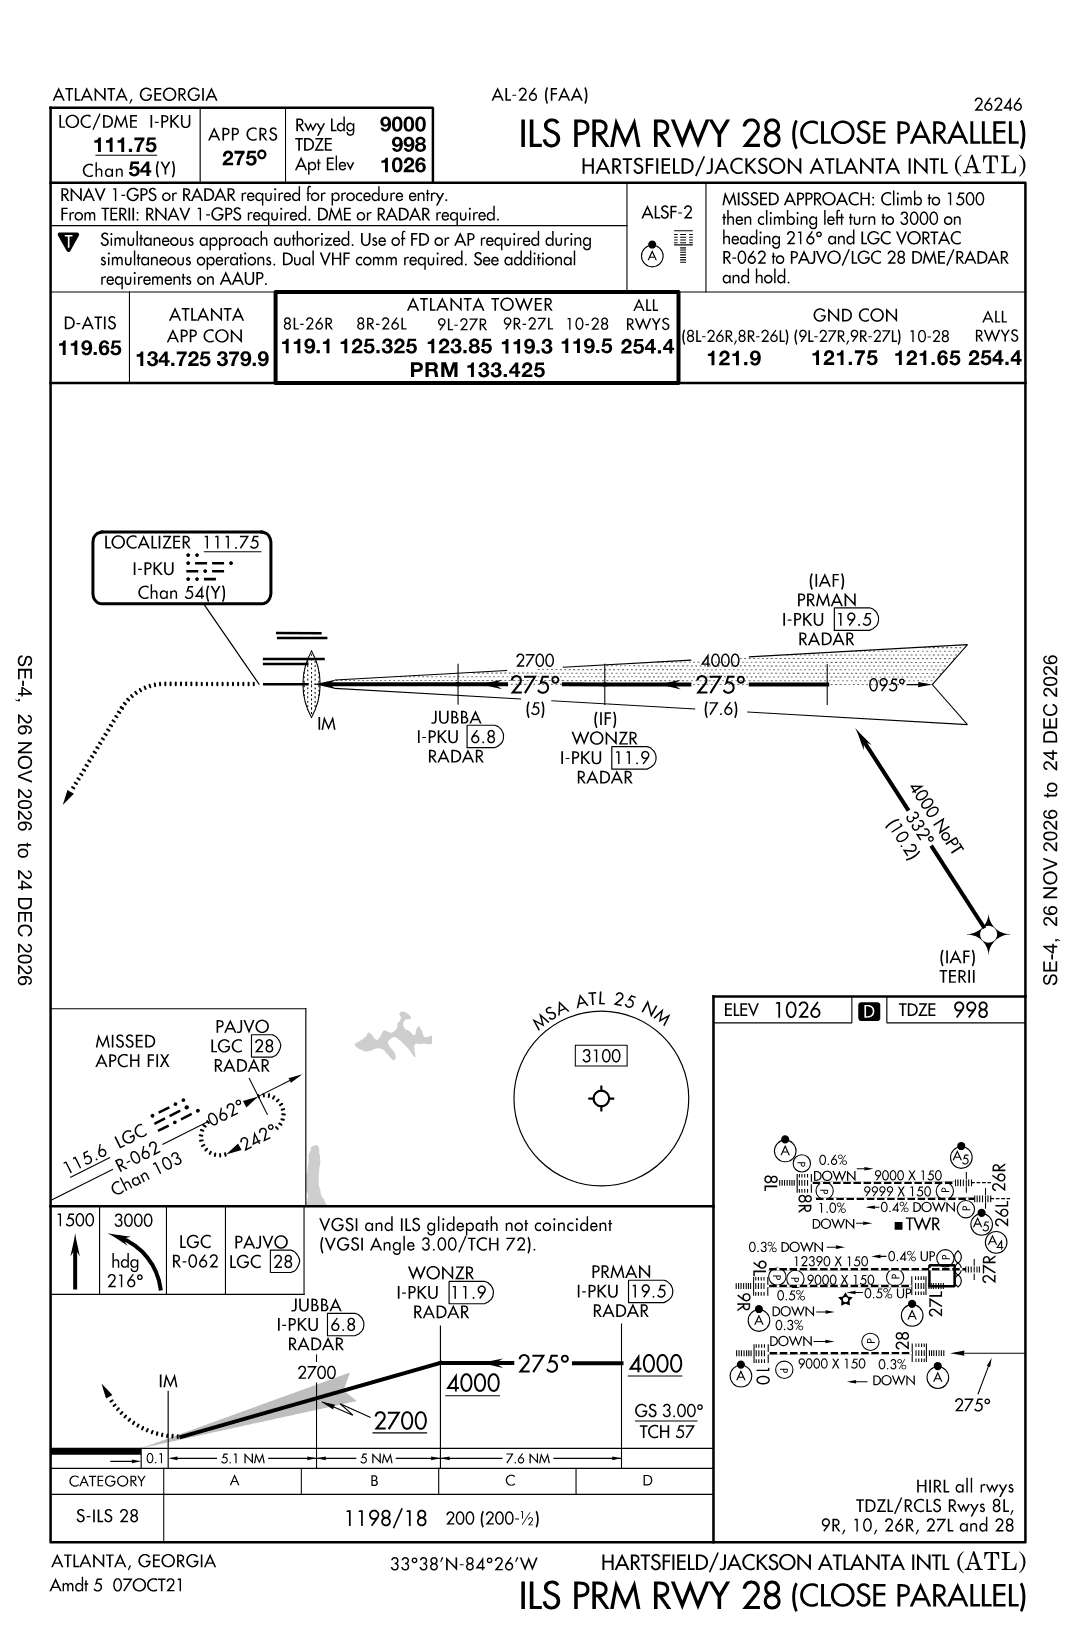 ATLANTA, GEORGIA
AL-26 (FAA)
26246
LOC/DME I-PKU
111.75
Chan 54 (Y)
APP CRS
275°
Rwy Ldg 9000
TDZE 998
Apt Elev 1026
ILS PRM RWY 28 (CLOSE PARALLEL)
HARTSFIELD/JACKSON ATLANTA INTL (ATL)
RNAV 1-GPS or RADAR required for procedure entry.
From TERII: RNAV 1-GPS required. DME or RADAR required.
T
Simultaneous approach authorized. Use of FD or AP required during
simultaneous operations. Dual VHF comm required. See additional
requirements on AAUP.
ALSF-2
A
MISSED APPROACH: Climb to 1500
then climbing left turn to 3000 on
heading 216° and LGC VORTAC
R-062 to PAJVO/LGC 28 DME/RADAR
and hold.
D-ATIS
119.65
ATLANTA
APP CON
134.725 379.9
ATLANTA TOWER
8L-26R 8R-26L 9L-27R 9R-27L 10-28 ALL RWYS
119.1 125.325 123.85 119.3 119.5 254.4
PRM 133.425
GND CON
(8L-26R,8R-26L) (9L-27R,9R-27L) 10-28 ALL RWYS
121.9 121.75 121.65 254.4
LOCALIZER 111.75
I-PKU
Chan 54(Y)
(IAF)
PRMAN
I-PKU 19.5
RADAR
2700
275°
(5)
4000
275°
(7.6)
095°
IM
JUBBA
I-PKU 6.8
RADAR
(IF)
WONZR
I-PKU 11.9
RADAR
4000 NoPT
332°
(10.2)
(IAF)
TERII
SE-4, 26 NOV 2026 to 24 DEC 2026
SE-4, 26 NOV 2026 to 24 DEC 2026
MISSED
APCH FIX
PAJVO
LGC 28
RADAR
062°
242°
115.6 LGC
R-062
Chan 103
MSA ATL 25 NM
3100
ELEV 1026
D
TDZE 998
A
P
0.6%
DOWN
9000 X 150
A5
8L
26R
P
9999 X 150
P
8R
26L
1.0%
DOWN
0.4% DOWN
P
A5
TWR
A4
0.3% DOWN
12390 X 150
0.4% UP
P
9L
27R
P
P
9000 X 150
P
9R
27L
0.5%
DOWN
0.5% UP
A
A
0.3%
DOWN
P
28
10
9000 X 150
P
0.3%
DOWN
A
A
275°
HIRL all rwys
TDZL/RCLS Rwys 8L,
9R, 10, 26R, 27L and 28
1500
3000
hdg
216°
LGC
R-062
PAJVO
LGC 28
VGSI and ILS glidepath not coincident
(VGSI Angle 3.00/TCH 72).
WONZR
I-PKU 11.9
RADAR
PRMAN
I-PKU 19.5
RADAR
JUBBA
I-PKU 6.8
RADAR
2700
IM
275°
4000
4000
2700
GS 3.00°
TCH 57
0.1
5.1 NM
5 NM
7.6 NM
CATEGORY A B C D
S-ILS 28 1198/18 200 (200-½)
ATLANTA, GEORGIA
Amdt 5 07OCT21
33°38'N-84°26'W
HARTSFIELD/JACKSON ATLANTA INTL (ATL)
ILS PRM RWY 28 (CLOSE PARALLEL)